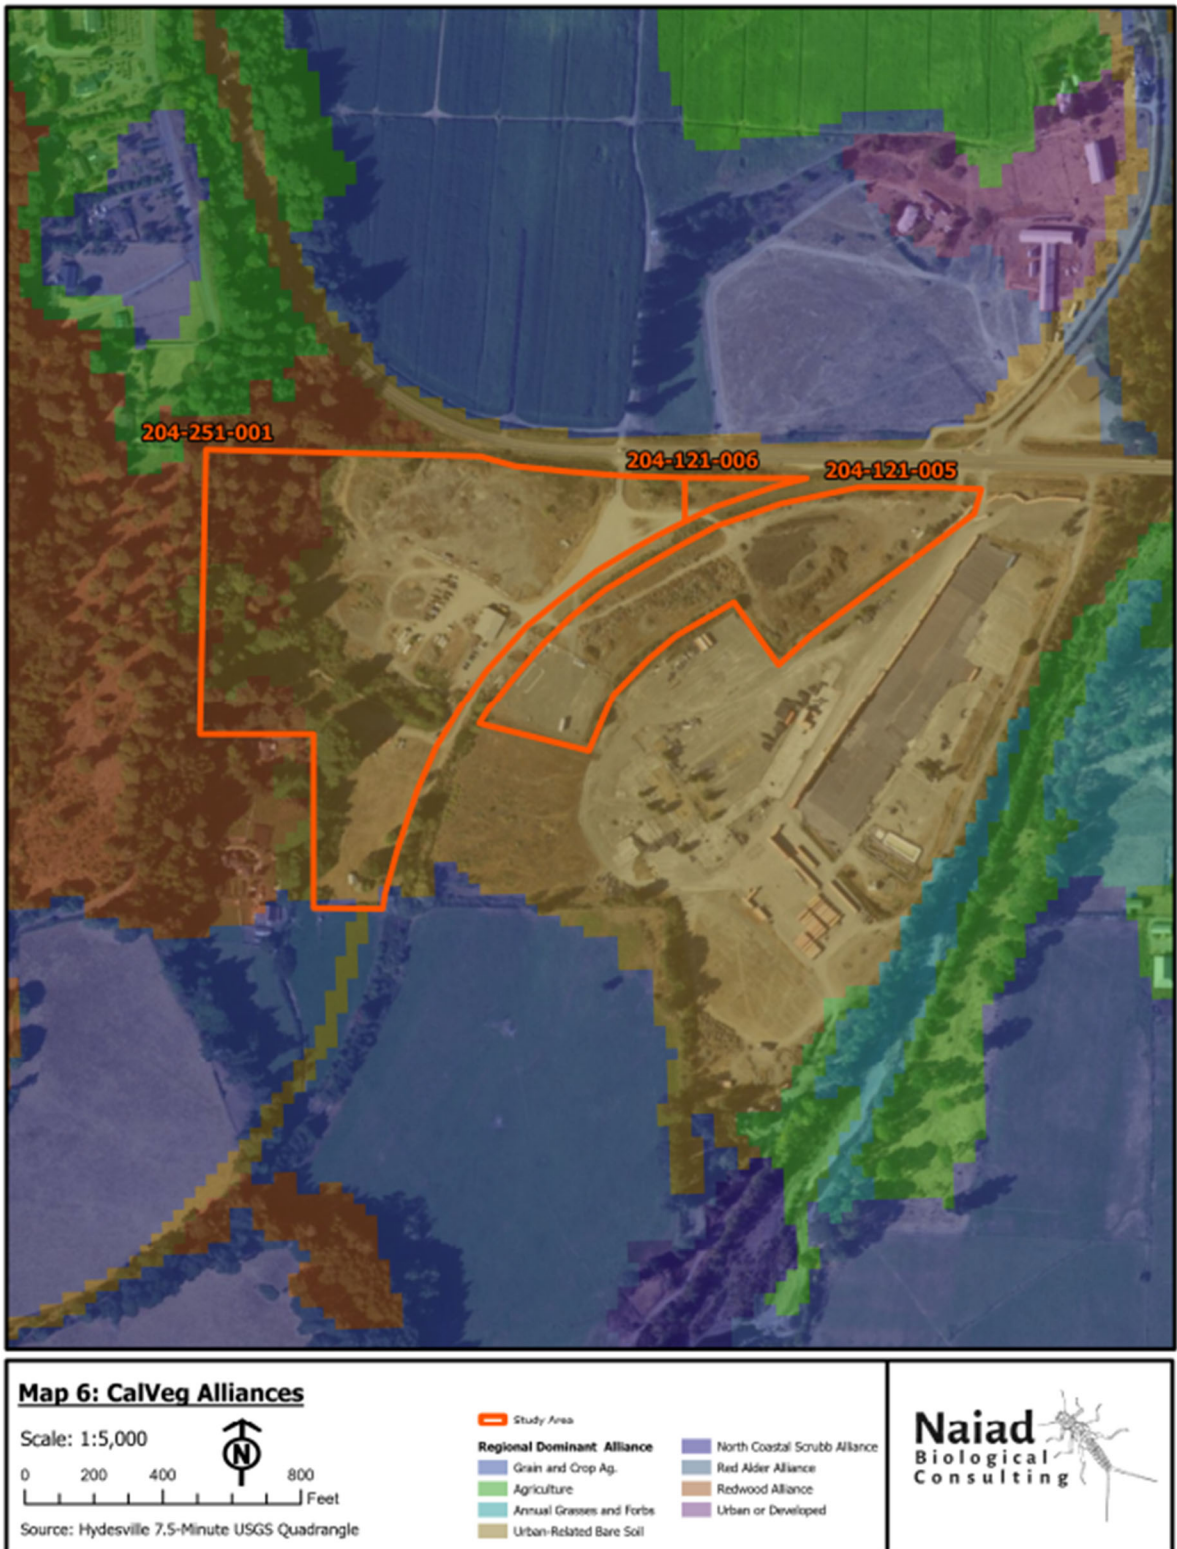 204-251-001
204-121-006
204-121-005
Map 6: CalVeg Alliances
Scale: 1:5,000
N
0 200 400 800
Feet
Source: Hydesville 7.5-Minute USGS Quadrangle
Study Area
Regional Dominant Alliance
Grain and Crop Ag.
Agriculture
Annual Grasses and Forbs
Urban-Related Bare Soil
North Coastal Scrubb Alliance
Red Alder Alliance
Redwood Alliance
Urban or Developed
Naiad
Biological
Consulting